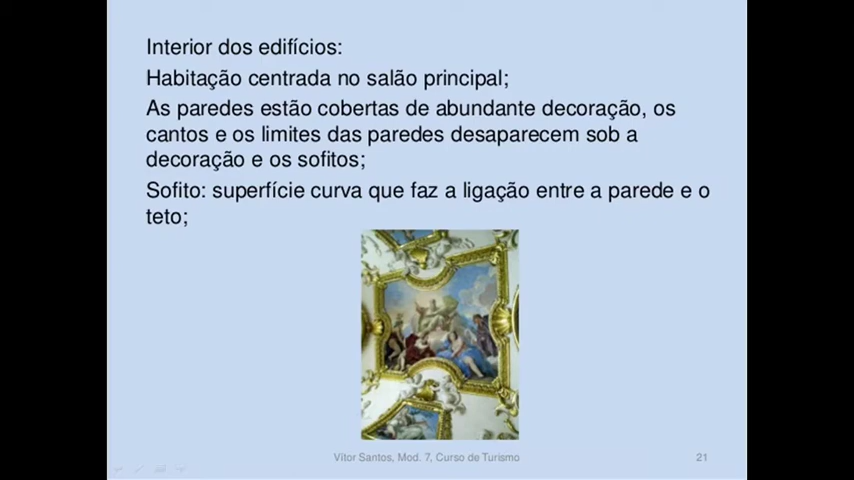 Interior dos edifícios:
Habitação centrada no salão principal;
As paredes estão cobertas de abundante decoração, os
cantos e os limites das paredes desaparecem sob a
decoração e os sofitos;
Sofito: superfície curva que faz a ligação entre a parede e o
teto;
Vitor Santos, Mod. 7, Curso de Turismo
21